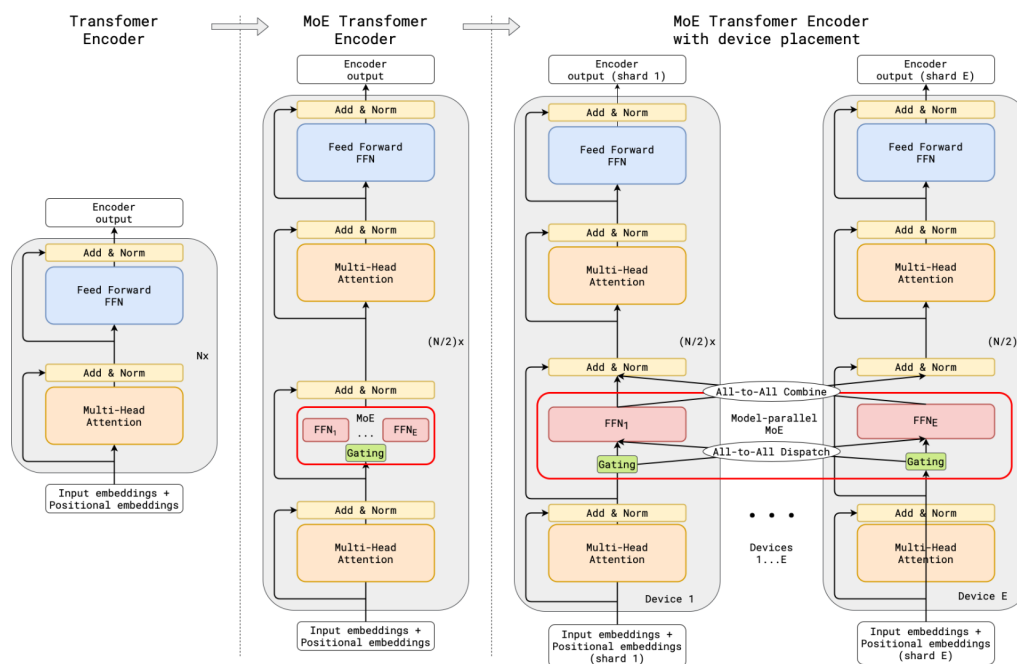 Transfomer
Encoder
Encoder
output
Add & Norm
Feed Forward
FFN
Nx
Add & Norm
Multi-Head
Attention
Input embeddings +
Positional embeddings
MoE Transfomer
Encoder
Encoder
output
Add & Norm
Feed Forward
FFN
Add & Norm
Multi-Head
Attention
(N/2)x
Add & Norm
MoE
FFN1 ... FFNE
Gating
Add & Norm
Multi-Head
Attention
Input embeddings +
Positional embeddings
MoE Transfomer Encoder
with device placement
Encoder
output (shard 1)
Add & Norm
Feed Forward
FFN
Add & Norm
Multi-Head
Attention
(N/2)x
Add & Norm
FFN1
Gating
Add & Norm
Multi-Head
Attention
Device 1
Input embeddings +
Positional embeddings
(shard 1)
All-to-All Combine
Model-parallel
MoE
All-to-All Dispatch
Devices
1...E
Encoder
output (shard E)
Add & Norm
Feed Forward
FFN
Add & Norm
Multi-Head
Attention
(N/2)
Add & Norm
FFNE
Gating
Add & Norm
Multi-Head
Attention
Device E
Input embeddings +
Positional embeddings
(shard E)